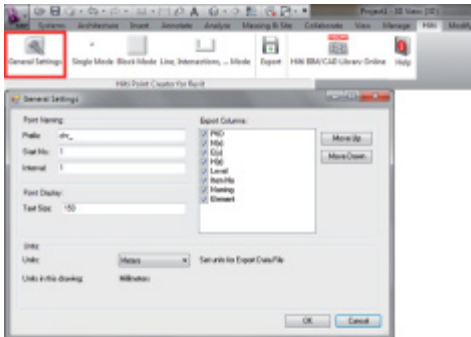 Project1 - 3D View: {3D}
Systems Architecture Insert Annotate Analyze Massing & Site Collaborate View Manage Hilti Modify
General Settings Single Mode Block Mode Line, Intersections, ... Mode Export Hilti BIM/CAD Library Online Help
Hilti Point Creator for Revit
General Settings
Point Naming
Prefix:
Start No.: 1
Interval: 1
Point Display:
Text Size: 150
Export Columns:
N(y)
E(x)
H(z)
Level
Item No
Naming
Element
Move Up
Move Down
Units
Units: Meters Set units for Export Data File
Units in this drawing: Millimeters
OK Cancel